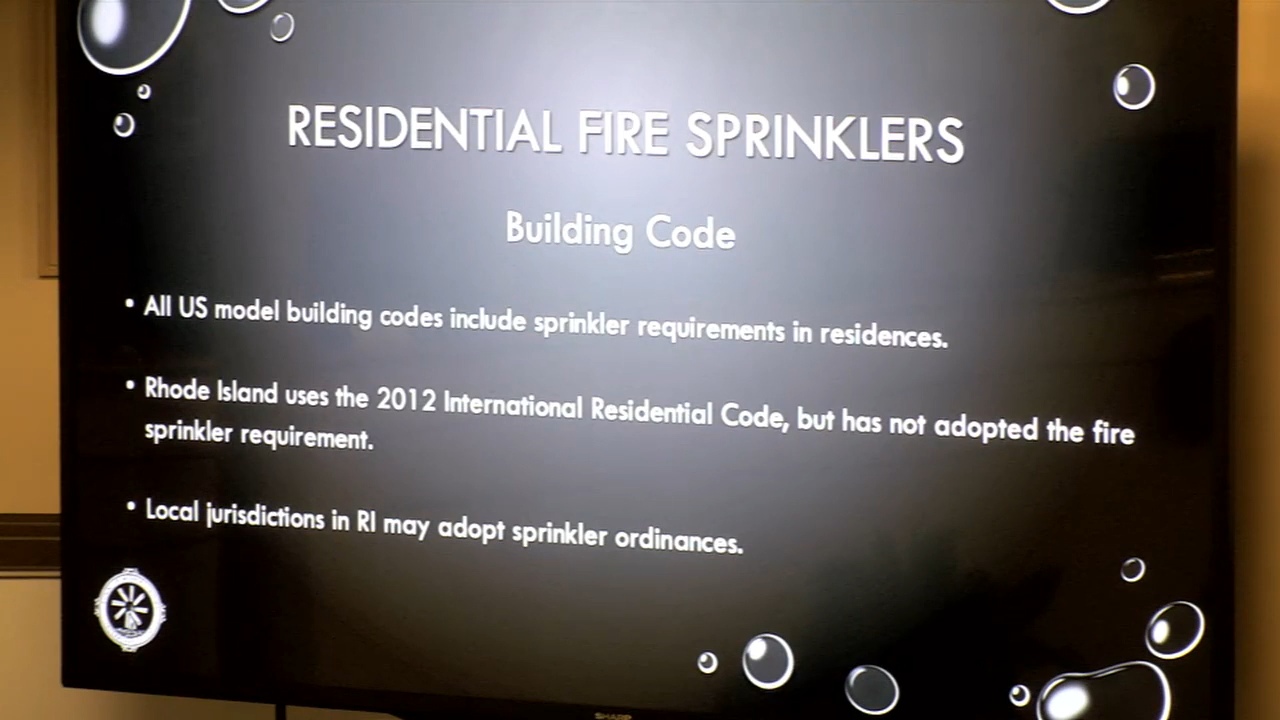 RESIDENTIAL FIRE SPRINKLERS
Building Code
• All US model building codes include sprinkler requirements in residences.
• Rhode Island uses the 2012 International Residential Code, but has not adopted the fire
sprinkler requirement.
• Local jurisdictions in RI may adopt sprinkler ordinances.
SHARP